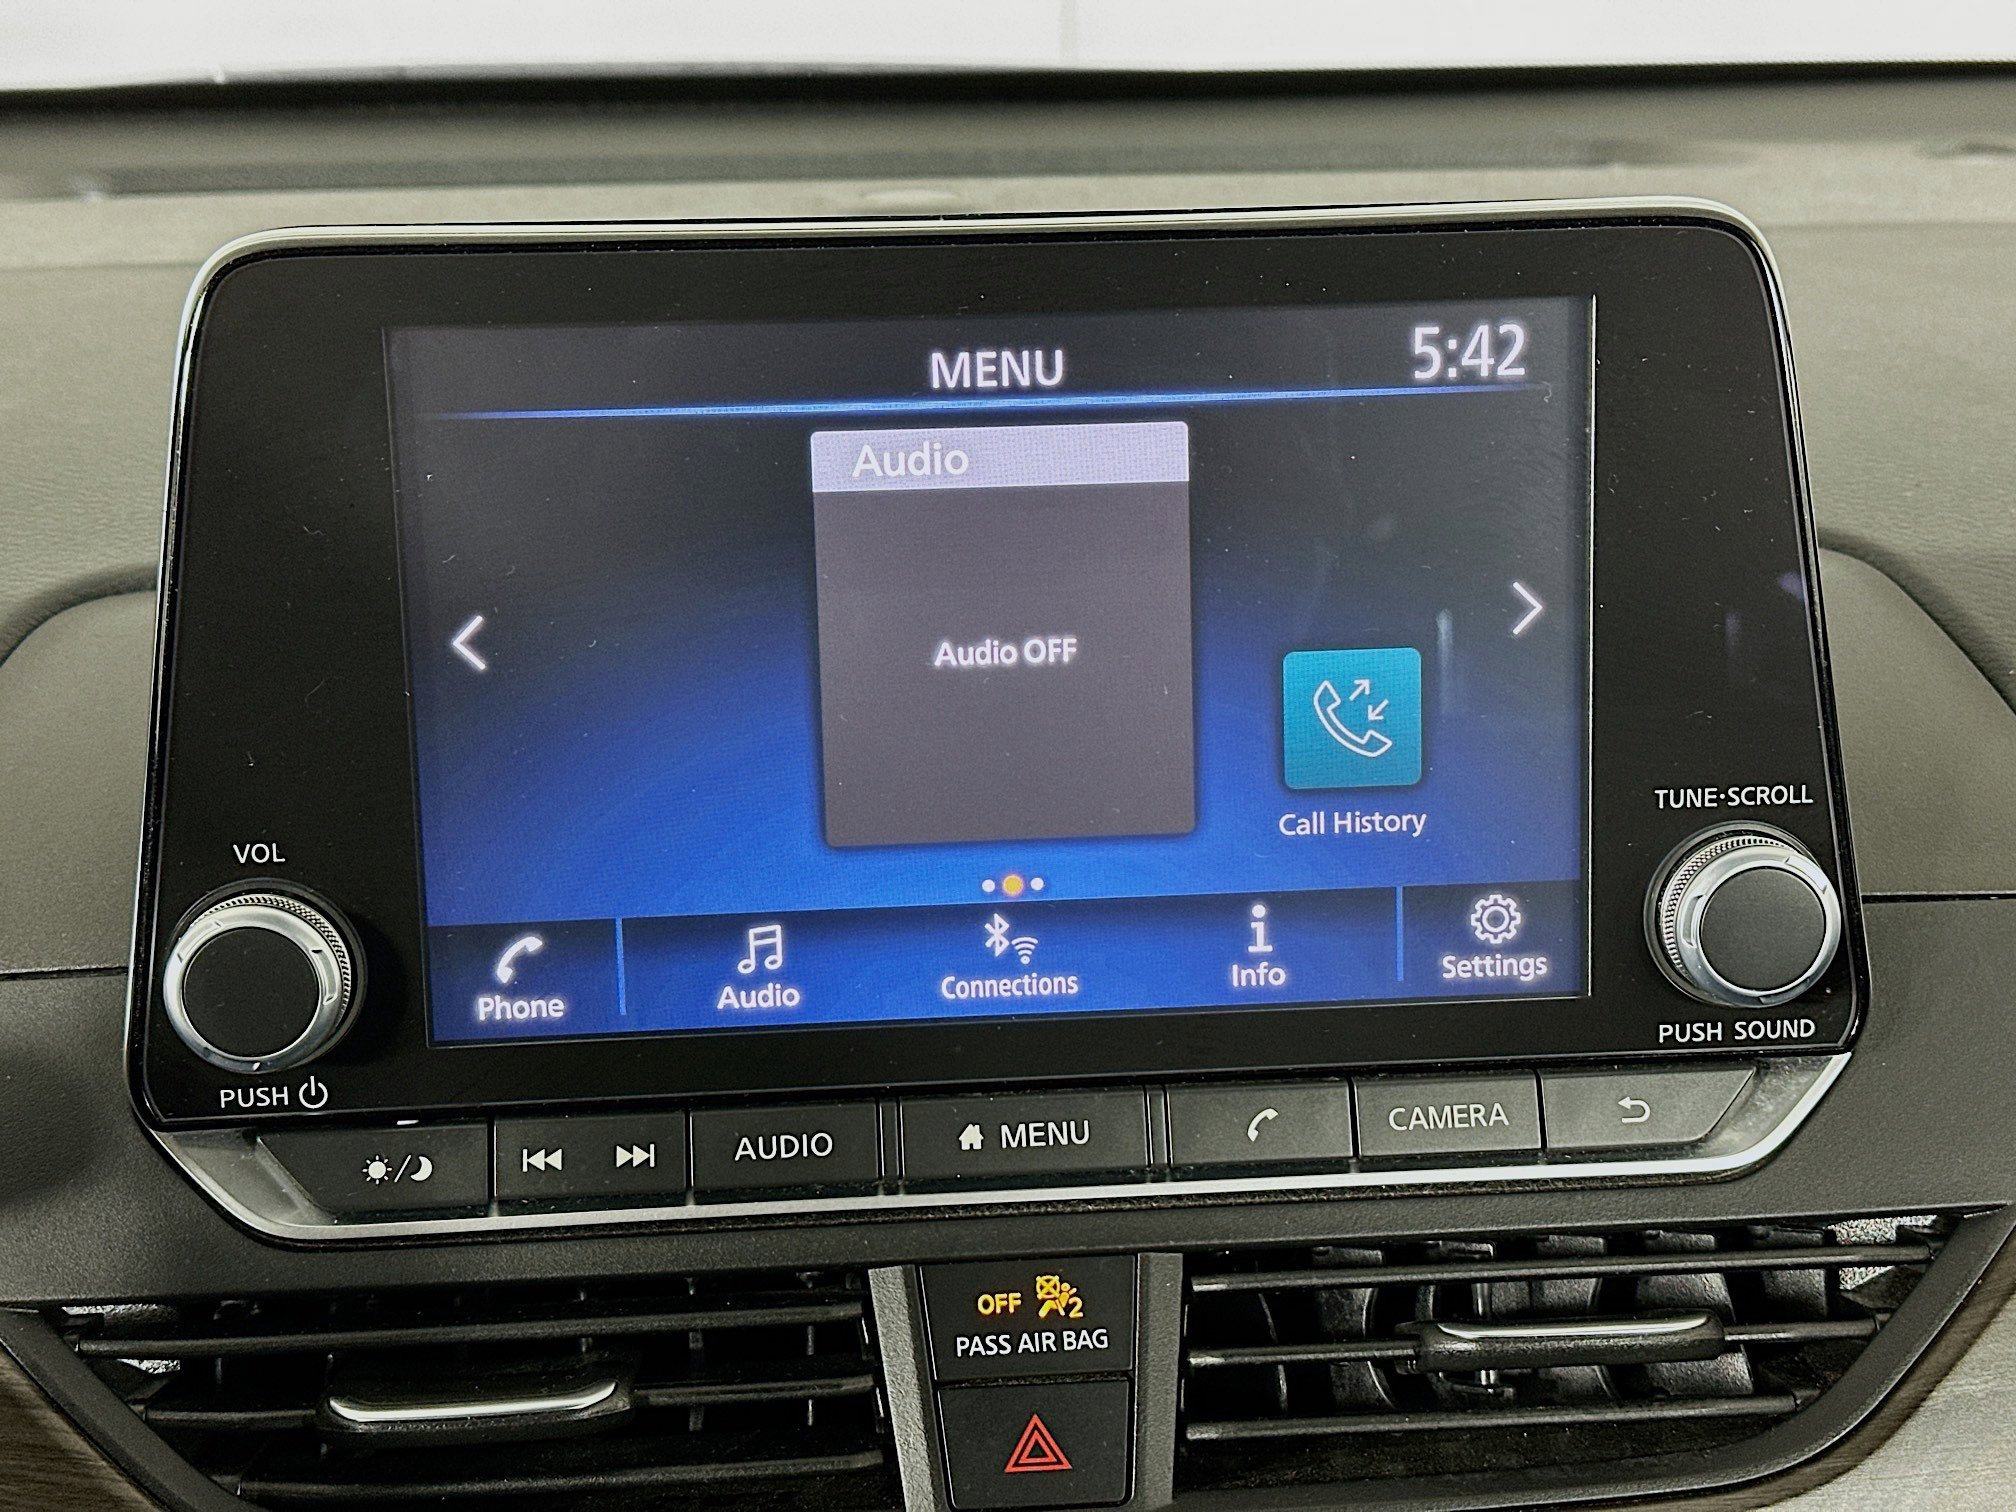 MENU
5:42
Audio
Audio OFF
Call History
Phone
Audio
Connections
Info
Settings
VOL
PUSH
TUNE·SCROLL
PUSH SOUND
AUDIO
MENU
CAMERA
OFF 2
PASS AIR BAG